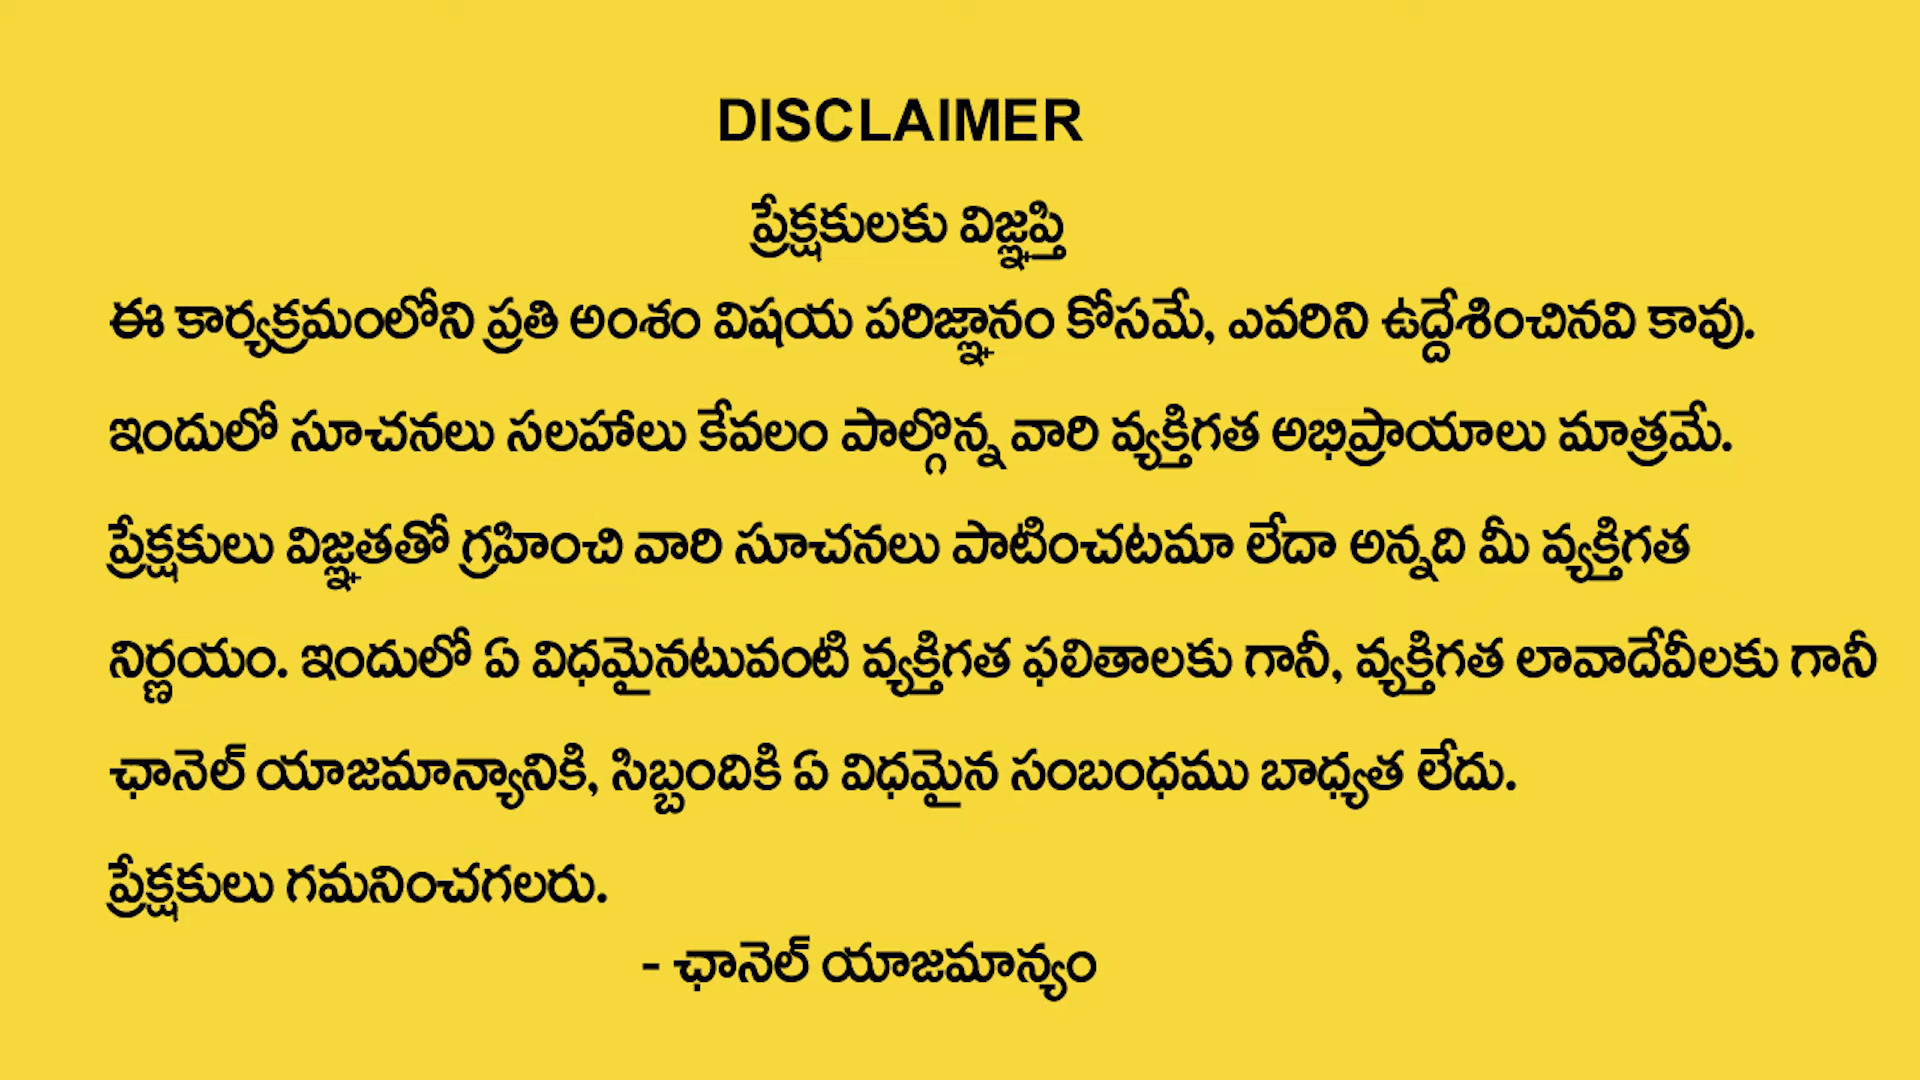 DISCLAIMER
ప్రేక్షకులకు విజ్ఞప్తి
ఈ కార్యక్రమంలోని ప్రతి అంశం విషయ పరిజ్ఞానం కోసమే, ఎవరిని ఉద్దేశించినవి కావు.
ఇందులో సూచనలు సలహాలు కేవలం పాల్గొన్న వారి వ్యక్తిగత అభిప్రాయాలు మాత్రమే.
ప్రేక్షకులు విజ్ఞతతో గ్రహించి వారి సూచనలు పాటించటమా లేదా అన్నది మీ వ్యక్తిగత
నిర్ణయం. ఇందులో ఏ విధమైనటువంటి వ్యక్తిగత ఫలితాలకు గానీ, వ్యక్తిగత లావాదేవీలకు గానీ
ఛానెల్ యాజమాన్యానికి, సిబ్బందికి ఏ విధమైన సంబంధము బాధ్యత లేదు.
ప్రేక్షకులు గమనించగలరు.
- ఛానెల్ యాజమాన్యం